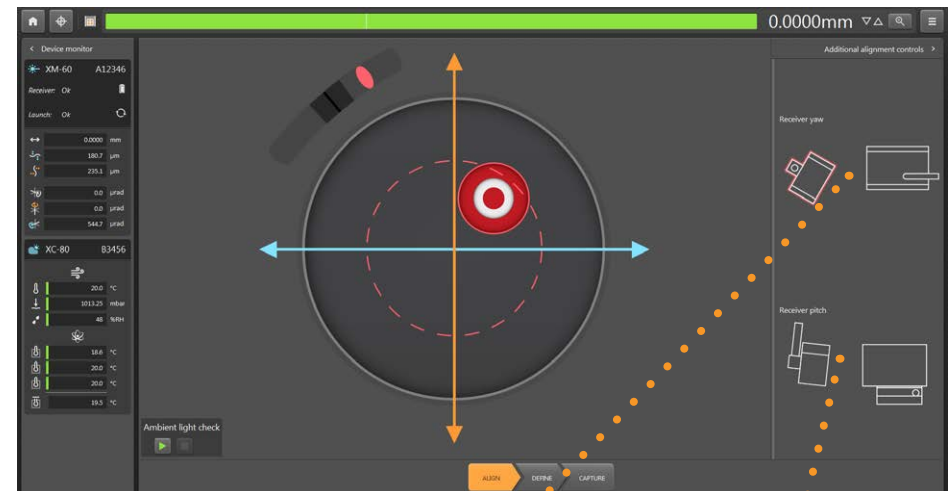 0.0000mm
Device monitor
Additional alignment controls
XM-60 A12346
Receiver: Ok
Launch: Ok
0.0000 mm
180.7 μm
235.1 μm
0.0 μrad
0.0 μrad
544.7 μrad
XC-80 B3456
20.0 °C
1013.25 mbar
48 %RH
18.6 °C
20.0 °C
20.0 °C
19.5 °C
Receiver yaw
Receiver pitch
Ambient light check
ALIGN DEFINE CAPTURE